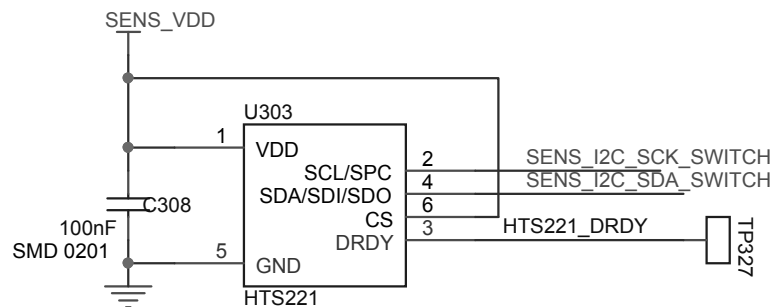 SENS_VDD
U303
1
VDD
2
SENS_I2C_SCK_SWITCH
SCL/SPC
4
SENS_I2C_SDA_SWITCH
SDA/SDI/SDO
C308
6
CS
100nF
3
HTS221_DRDY
TP327
DRDY
SMD 0201
5
GND
HTS221